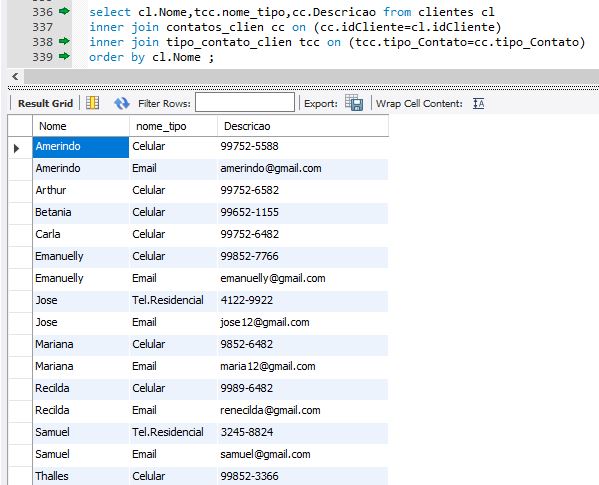 336 select cl.Nome,tcc.nome_tipo,cc.Descricao from clientes cl
337 inner join contatos_clien cc on (cc.idCliente=cl.idCliente)
338 inner join tipo_contato_clien tcc on (tcc.tipo_Contato=cc.tipo_Contato)
339 order by cl.Nome ;
Result Grid Filter Rows: Export: Wrap Cell Content: IA
Nome nome_tipo Descricao
Amerindo Celular 99752-5588
Amerindo Email amerindo@gmail.com
Arthur Celular 99752-6582
Betania Celular 99652-1155
Carla Celular 99752-6482
Emanuelly Celular 99852-7766
Emanuelly Email emanuelly@gmail.com
Jose Tel.Residencial 4122-9922
Jose Email jose12@gmail.com
Mariana Celular 9852-6482
Mariana Email maria12@gmail.com
Recilda Celular 9989-6482
Recilda Email renecilda@gmail.com
Samuel Tel.Residencial 3245-8824
Samuel Email samuel@gmail.com
Thalles Celular 99852-3366